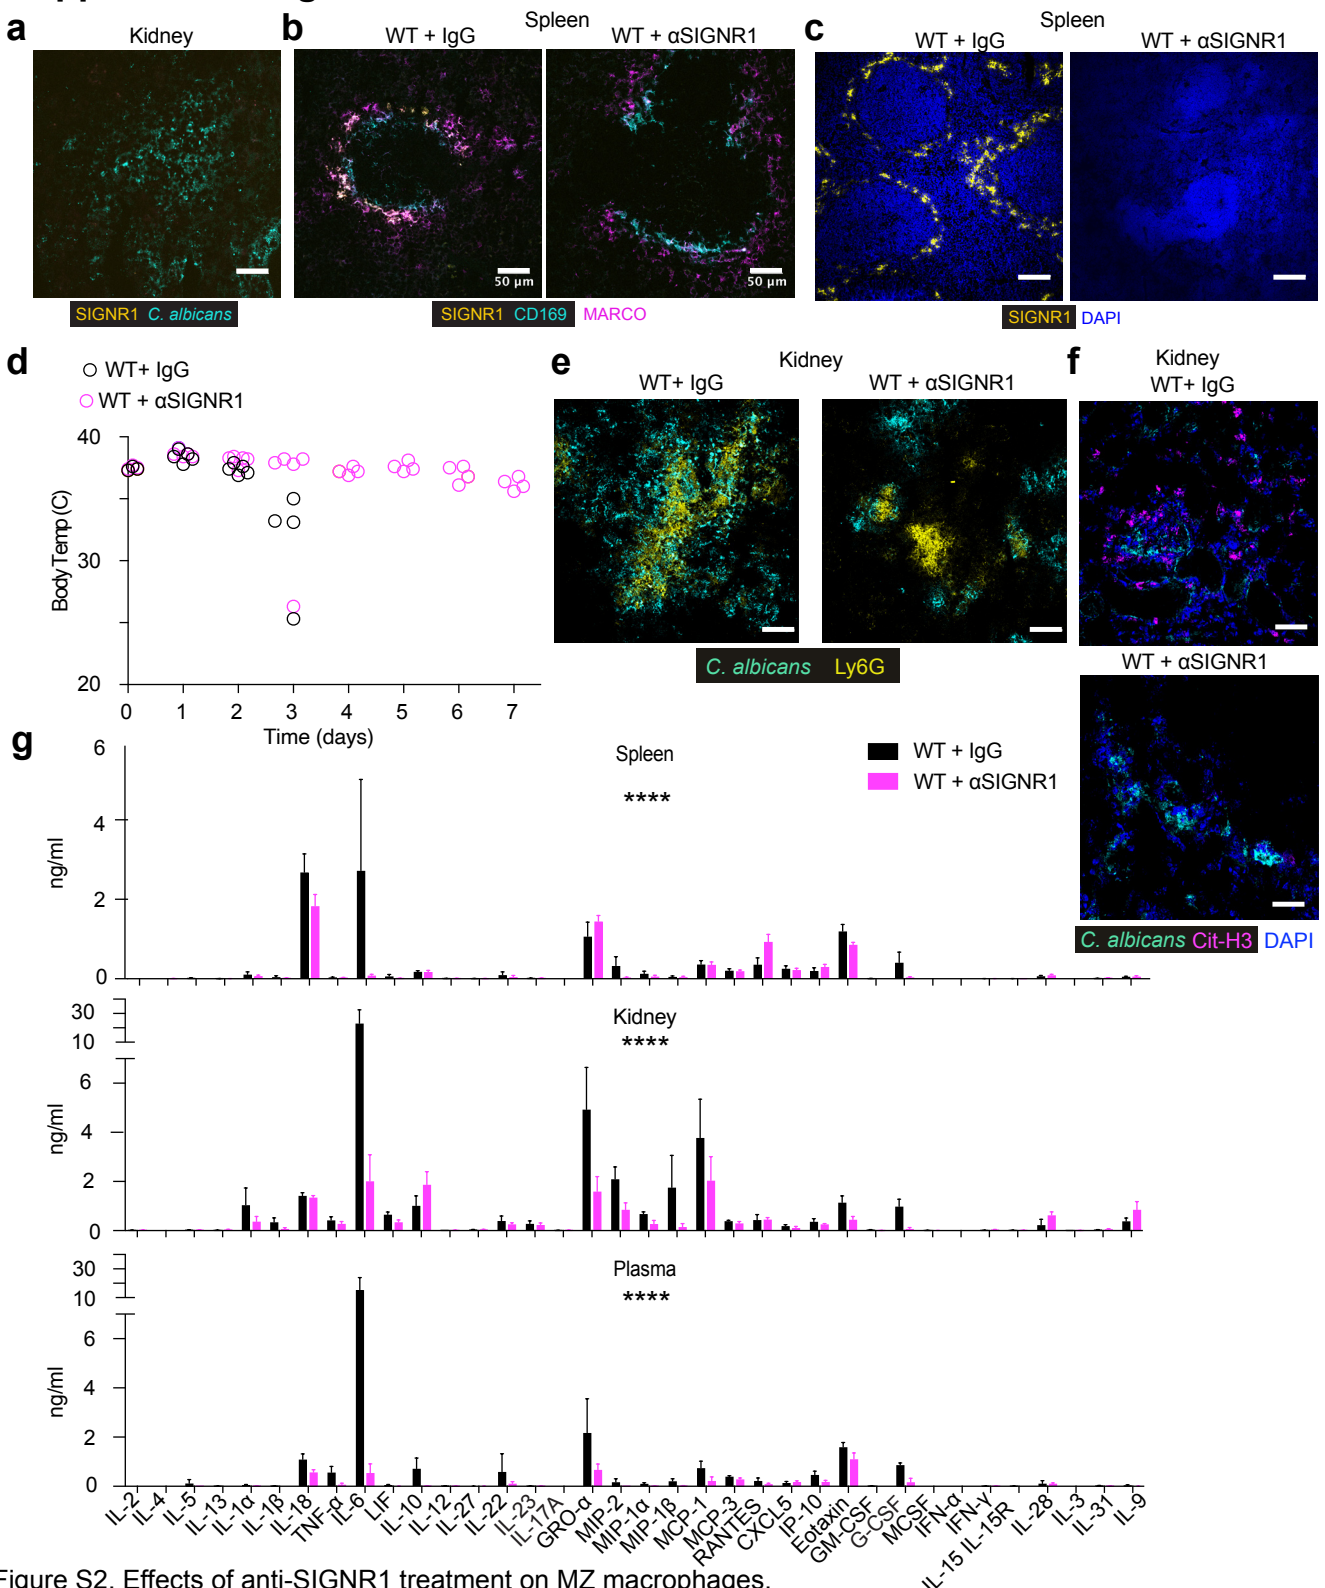 a
Kidney
SIGNR1 C. albicans
b
Spleen
WT + IgG
WT + αSIGNR1
50 µm
50 µm
SIGNR1 CD169 MARCO
c
Spleen
WT + IgG
WT + αSIGNR1
SIGNR1 DAPI
d
WT+ IgG
WT + αSIGNR1
Body Temp (C)
40
30
20
0 1 2 3 4 5 6 7
Time (days)
e
Kidney
WT+ IgG
WT + αSIGNR1
C. albicans Ly6G
f
Kidney
WT+ IgG
WT + αSIGNR1
C. albicans Cit-H3 DAPI
g
WT + IgG
WT + αSIGNR1
Spleen
****
ng/ml
6
4
2
0
Kidney
****
ng/ml
30
10
6
4
2
0
Plasma
****
ng/ml
30
10
6
4
2
0
IL-2
IL-4
IL-5
IL-13
IL-1α
IL-1β
IL-18
TNF-α
IL-6
LIF
IL-10
IL-12
IL-27
IL-22
IL-23
IL-17A
GRO-α
MIP-2
MIP-1α
MIP-1β
MCP-1
MCP-3
RANTES
CXCL5
IP-10
Eotaxin
GM-CSF
G-CSF
MCSF
IFN-α
IFN-γ
IL-15 IL-15R
IL-28
IL-3
IL-31
IL-9
Figure S2. Effects of anti-SIGNR1 treatment on MZ macrophages.